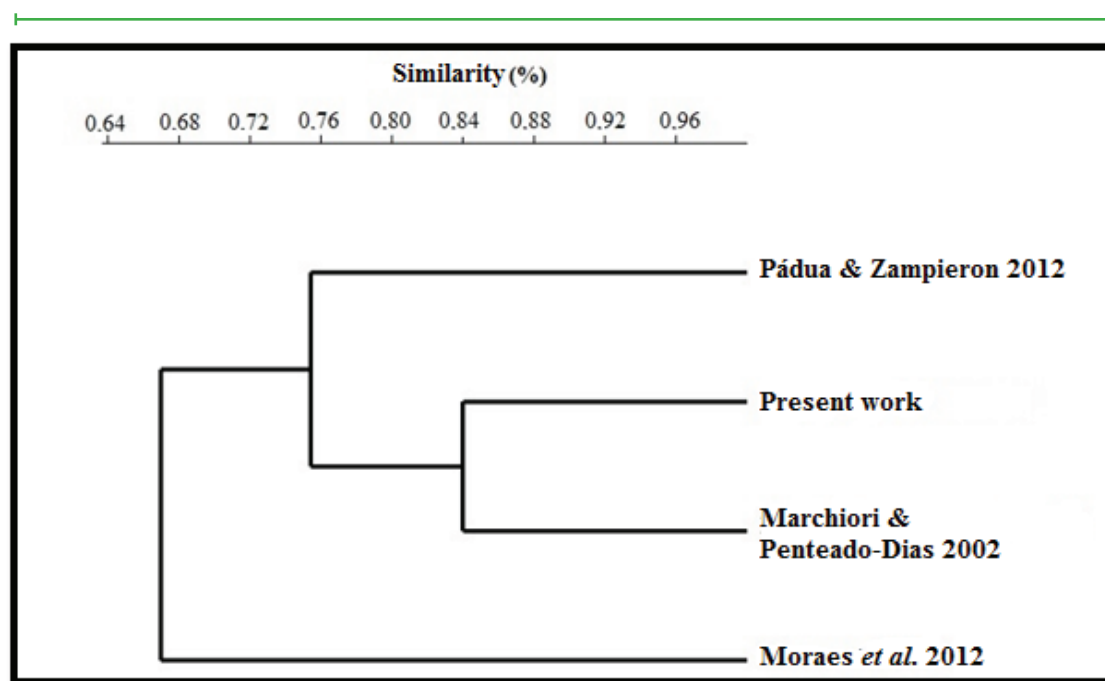 Similarity (%)
0.64 0.68 0.72 0.76 0.80 0.84 0.88 0.92 0.96
Pádua & Zampieron 2012
Present work
Marchiori &
Penteado-Dias 2002
Moraes et al. 2012